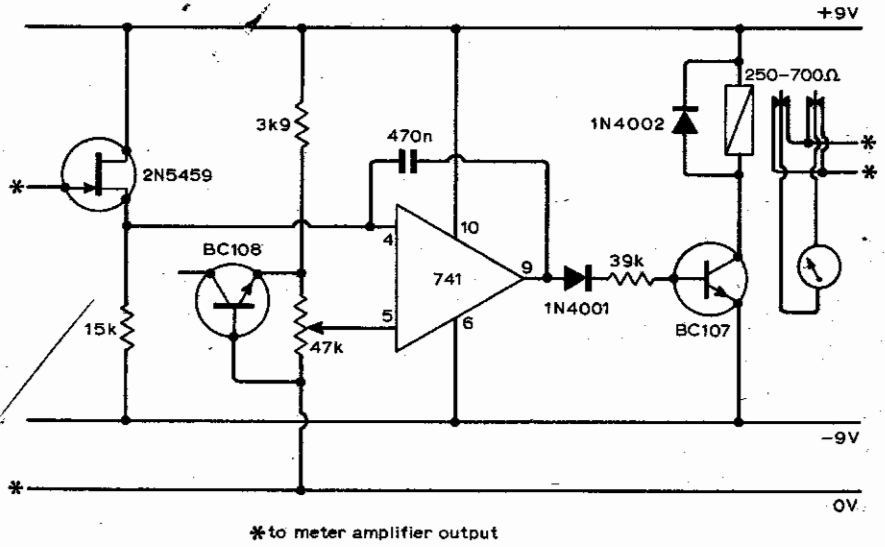 +9V
250-700Ω
1N4002
3k9
470n
*
2N5459
*
*
BC108
4
10
741
9
39k
1N4001
5
6
15k
47k
BC107
-9V
*
0V
* to meter amplifier output